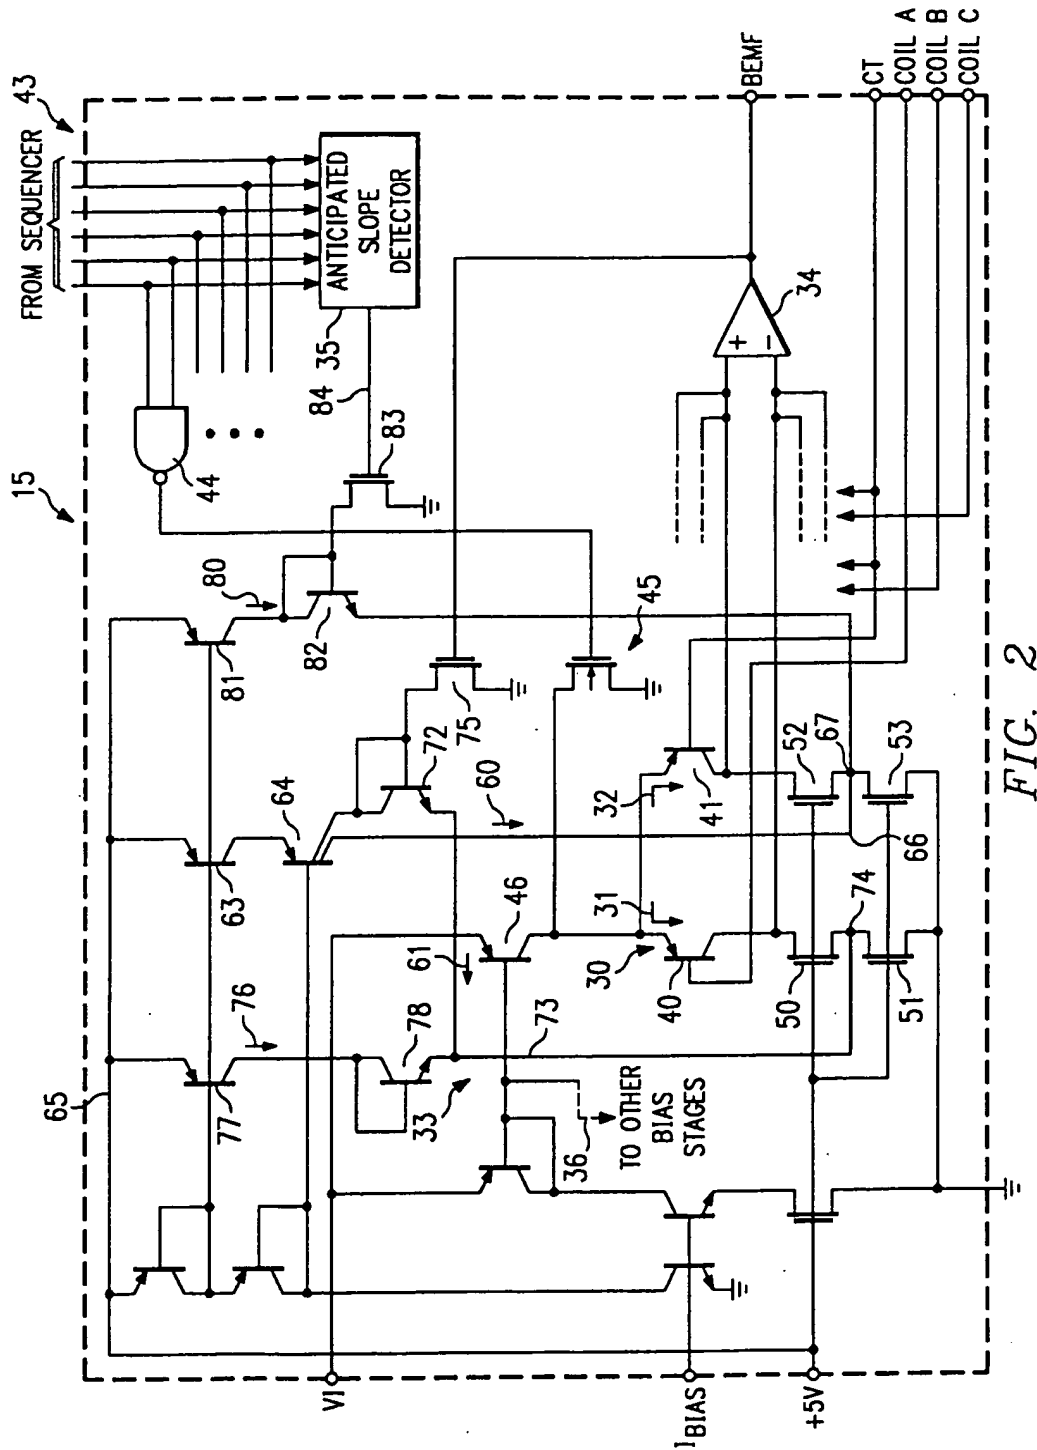 43
FROM SEQUENCER
ANTICIPATED
SLOPE
DETECTOR
35
84
83
44
15
80
81
82
45
75
72
64
63
60
61
46
76
77
78
65
33
73
36
TO OTHER
BIAS
STAGES
30
31
32
40
41
50
51
52
53
66
67
74
34
+
−
BEMF
CT
COIL A
COIL B
COIL C
VI
I BIAS
+5V
FIG. 2